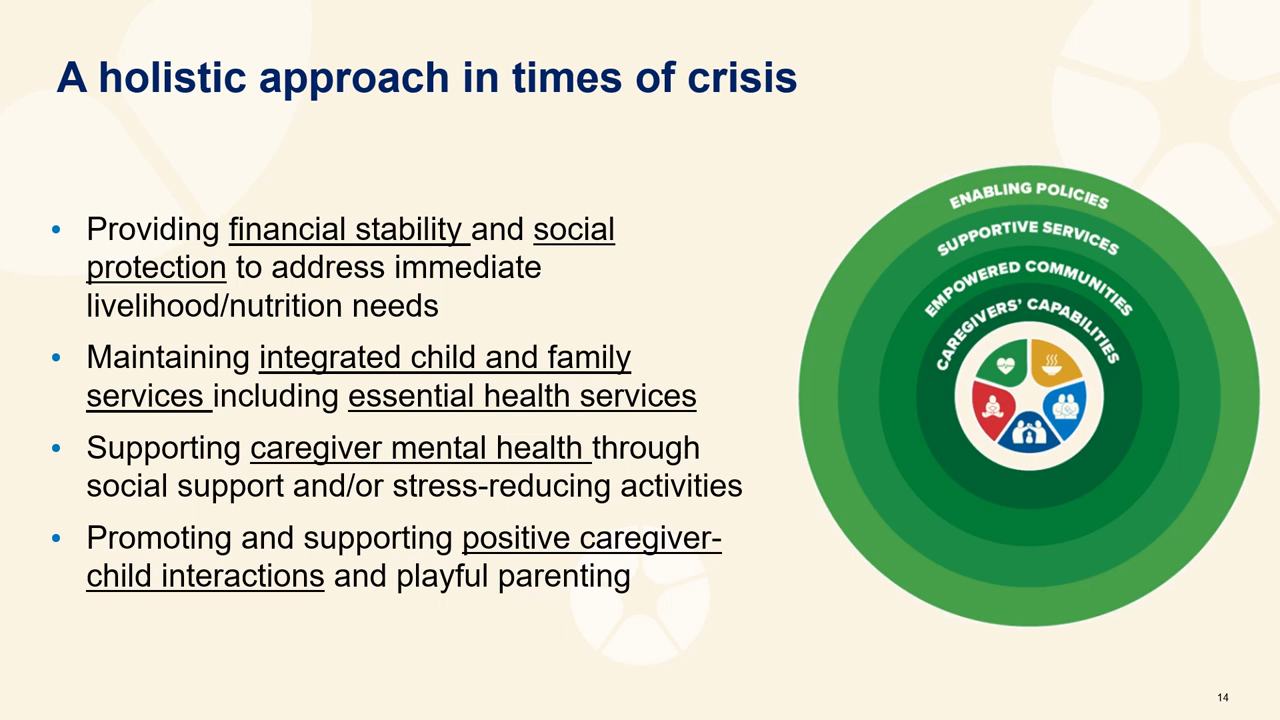 A holistic approach in times of crisis
• Providing financial stability and social
protection to address immediate
livelihood/nutrition needs
• Maintaining integrated child and family
services including essential health services
• Supporting caregiver mental health through
social support and/or stress-reducing activities
• Promoting and supporting positive caregiver-
child interactions and playful parenting
ENABLING POLICIES
SUPPORTIVE SERVICES
EMPOWERED COMMUNITIES
CAREGIVERS’ CAPABILITIES
14